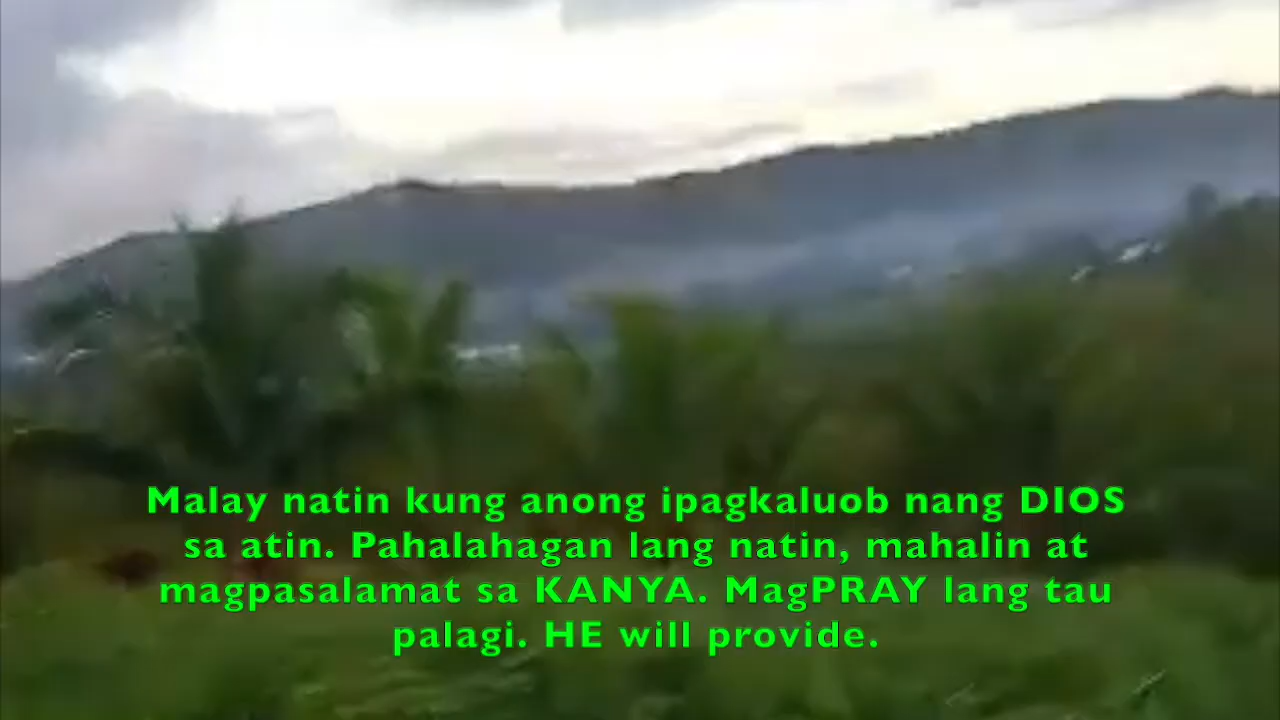 Malay natin kung anong ipagkaluob nang DIOS
sa atin. Pahalahagan lang natin, mahalin at
magpasalamat sa KANYA. MagPRAY lang tau
palagi. HE will provide.